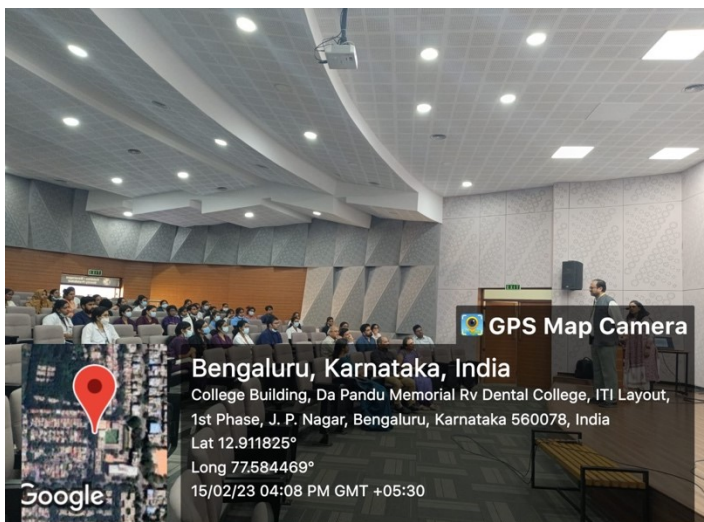 EXIT
GPS Map Camera
Bengaluru, Karnataka, India
College Building, Da Pandu Memorial Rv Dental College, ITI Layout,
1st Phase, J. P. Nagar, Bengaluru, Karnataka 560078, India
Lat 12.911825°
Long 77.584469°
15/02/23 04:08 PM GMT +05:30
Google